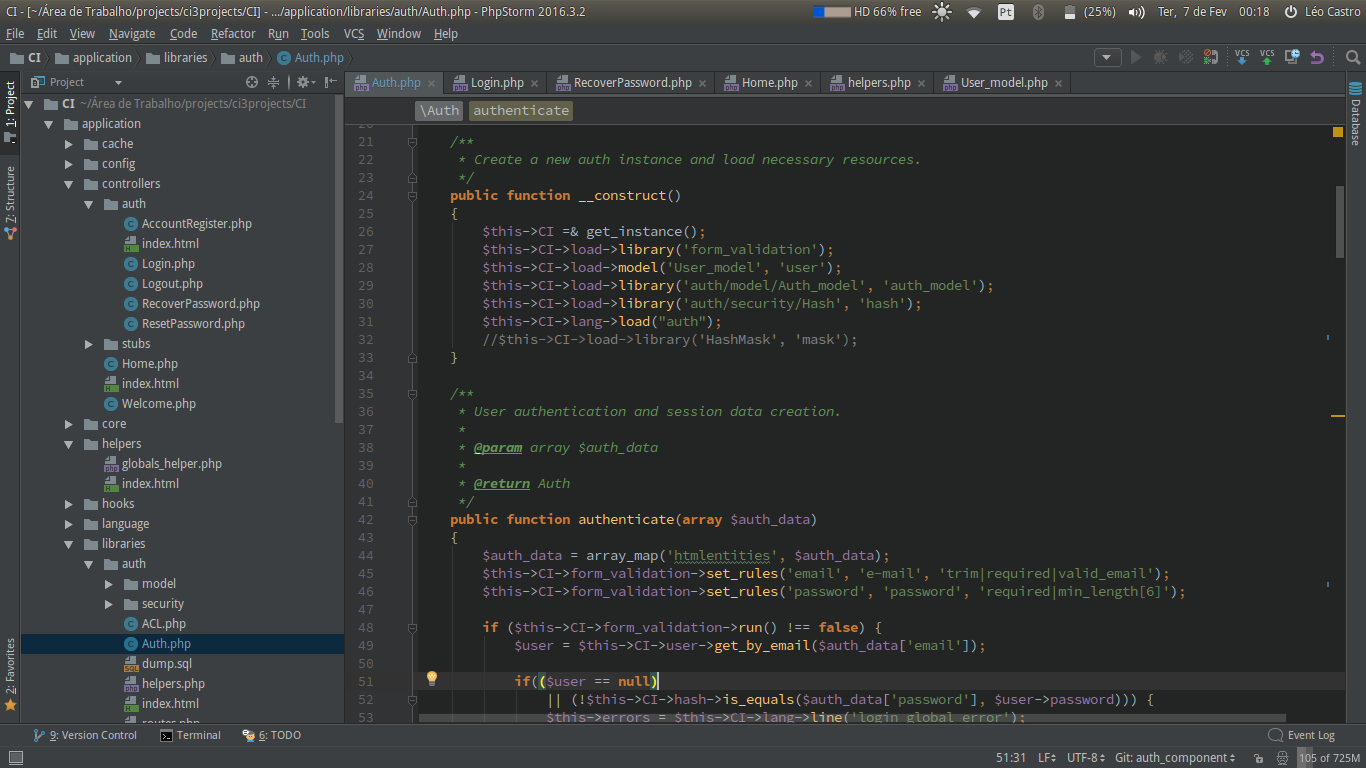 CI - [~/Área de Trabalho/projects/ci3projects/CI] - .../application/libraries/auth/Auth.php - PhpStorm 2016.3.2
HD 66% free
Pt
(25%)
Ter, 7 de Fev
00:18
Léo Castro
File Edit View Navigate Code Refactor Run Tools VCS Window Help
CI application libraries auth Auth.php
VCS VCS
Project
Auth.php Login.php RecoverPassword.php Home.php helpers.php User_model.php
1: Project
7: Structure
2: Favorites
Database
CI ~/Área de Trabalho/projects/ci3projects/CI
application
cache
config
controllers
auth
AccountRegister.php
index.html
Login.php
Logout.php
RecoverPassword.php
ResetPassword.php
stubs
Home.php
index.html
Welcome.php
core
helpers
globals_helper.php
index.html
hooks
language
libraries
auth
model
security
ACL.php
Auth.php
dump.sql
helpers.php
index.html
routes.php
\Auth authenticate
20
21 /**
22 * Create a new auth instance and load necessary resources.
23 */
24 public function __construct()
25 {
26 $this->CI =& get_instance();
27 $this->CI->load->library('form_validation');
28 $this->CI->load->model('User_model', 'user');
29 $this->CI->load->library('auth/model/Auth_model', 'auth_model');
30 $this->CI->load->library('auth/security/Hash', 'hash');
31 $this->CI->lang->load("auth");
32 //$this->CI->load->library('HashMask', 'mask');
33 }
34
35 /**
36 * User authentication and session data creation.
37 *
38 * @param array $auth_data
39 *
40 * @return Auth
41 */
42 public function authenticate(array $auth_data)
43 {
44 $auth_data = array_map('htmlentities', $auth_data);
45 $this->CI->form_validation->set_rules('email', 'e-mail', 'trim|required|valid_email');
46 $this->CI->form_validation->set_rules('password', 'password', 'required|min_length[6]');
47
48 if ($this->CI->form_validation->run() !== false) {
49 $user = $this->CI->user->get_by_email($auth_data['email']);
50
51 if(($user == null)
52 || (!$this->CI->hash->is_equals($auth_data['password'], $user->password))) {
53 $this->errors = $this->CI->lang->line('login_global_error');
9: Version Control Terminal 6: TODO Event Log
51:31 LF UTF-8 Git: auth_component 105 of 725M